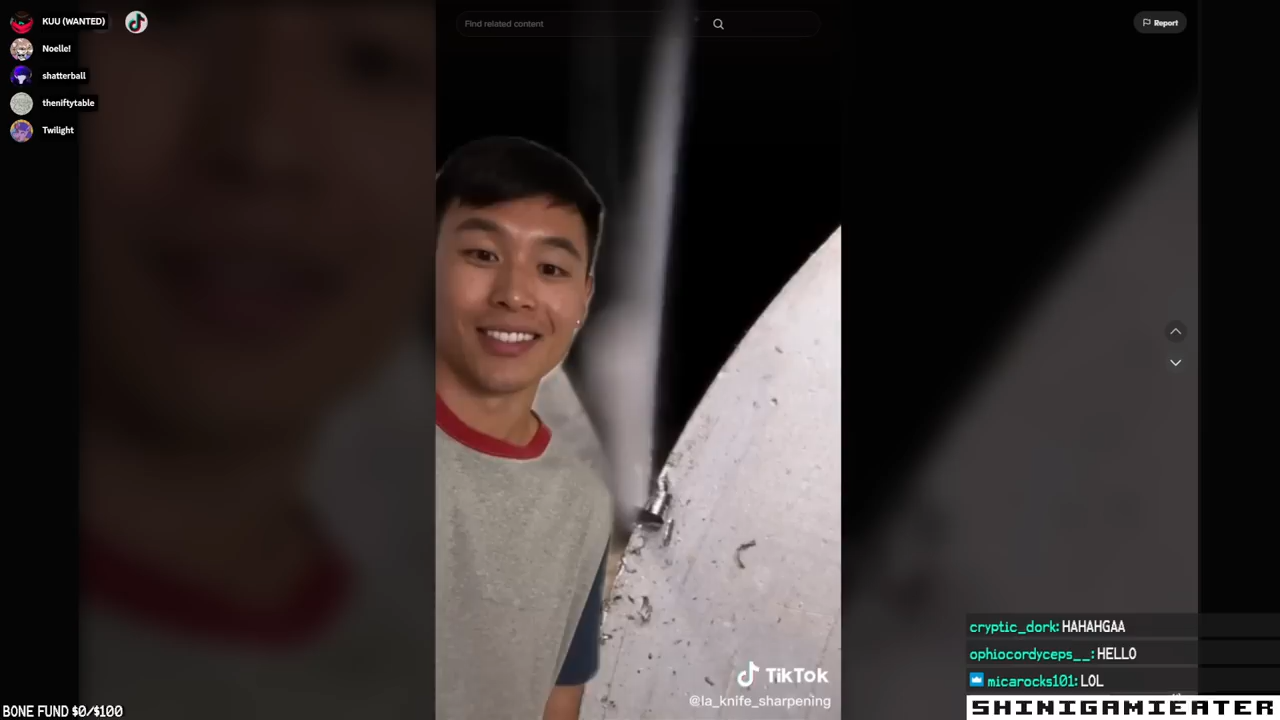 KUU (WANTED)
Noelle!
shatterball
theniftytable
Twilight
Find related content
Report
TikTok
@la_knife_sharpening
cryptic_dork: HAHAHGAA
ophiocordyceps__: HELLO
micarocks101: LOL
BONE FUND $0/$100
SHINIGAMIEATER